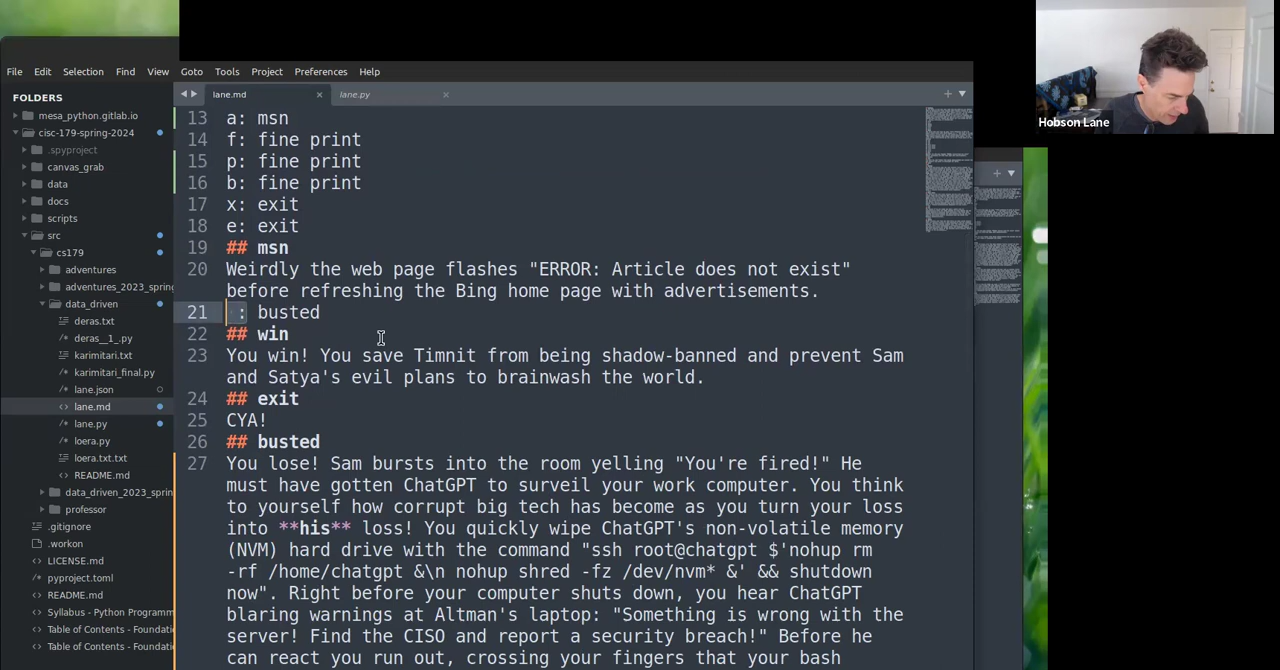 File Edit Selection Find View Goto Tools Project Preferences Help
FOLDERS
mesa_python.gitlab.io
cisc-179-spring-2024
.spyproject
canvas_grab
data
docs
scripts
src
cs179
adventures
adventures_2023_spring
data_driven
deras.txt
deras__1_.py
karimitari.txt
karimitari_final.py
lane.json
lane.md
lane.py
loera.py
loera.txt.txt
README.md
data_driven_2023_sprin
professor
.gitignore
.workon
LICENSE.md
pyproject.toml
README.md
Syllabus - Python Programm
Table of Contents - Foundati
Table of Contents - Foundati
lane.md × lane.py ×
13 a: msn
14 f: fine print
15 p: fine print
16 b: fine print
17 x: exit
18 e: exit
19 ## msn
20 Weirdly the web page flashes "ERROR: Article does not exist"
before refreshing the Bing home page with advertisements.
21 : busted
22 ## win
23 You win! You save Timnit from being shadow-banned and prevent Sam
and Satya's evil plans to brainwash the world.
24 ## exit
25 CYA!
26 ## busted
27 You lose! Sam bursts into the room yelling "You're fired!" He
must have gotten ChatGPT to surveil your work computer. You think
to yourself how corrupt big tech has become as you turn your loss
into **his** loss! You quickly wipe ChatGPT's non-volatile memory
(NVM) hard drive with the command "ssh root@chatgpt $'nohup rm
-rf /home/chatgpt &\n nohup shred -fz /dev/nvm* &' && shutdown
now". Right before your computer shuts down, you hear ChatGPT
blaring warnings at Altman's laptop: "Something is wrong with the
server! Find the CISO and report a security breach!" Before he
can react you run out, crossing your fingers that your bash
Hobson Lane